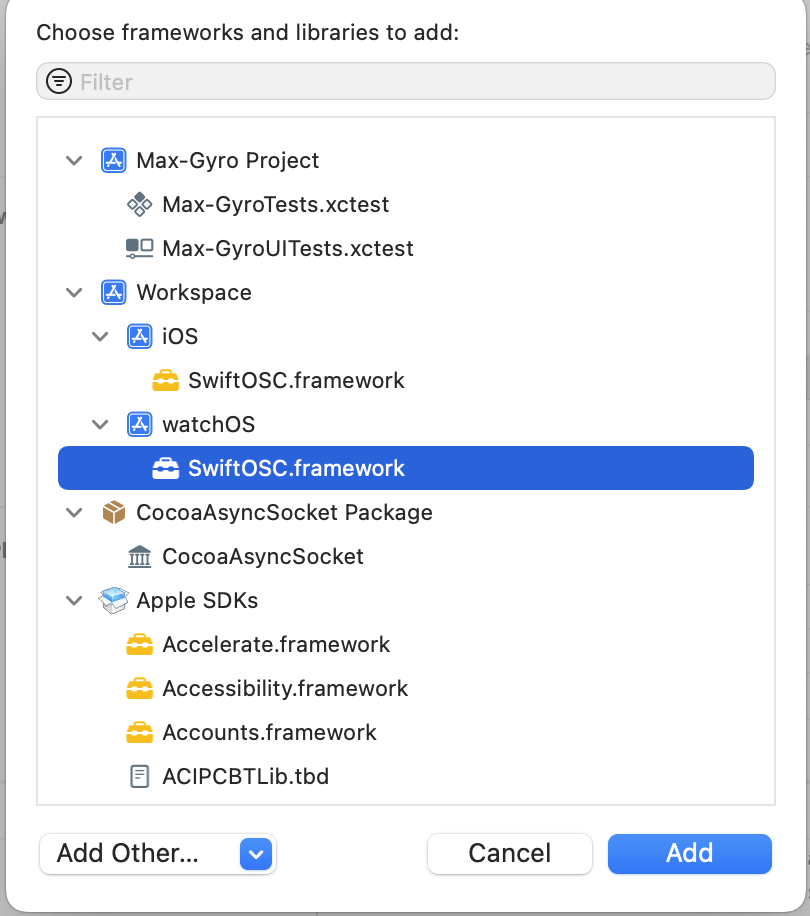 Choose frameworks and libraries to add:
Filter
Max-Gyro Project
Max-GyroTests.xctest
Max-GyroUITests.xctest
Workspace
iOS
SwiftOSC.framework
watchOS
SwiftOSC.framework
CocoaAsyncSocket Package
CocoaAsyncSocket
Apple SDKs
Accelerate.framework
Accessibility.framework
Accounts.framework
ACIPCBTLib.tbd
Add Other...
Cancel
Add